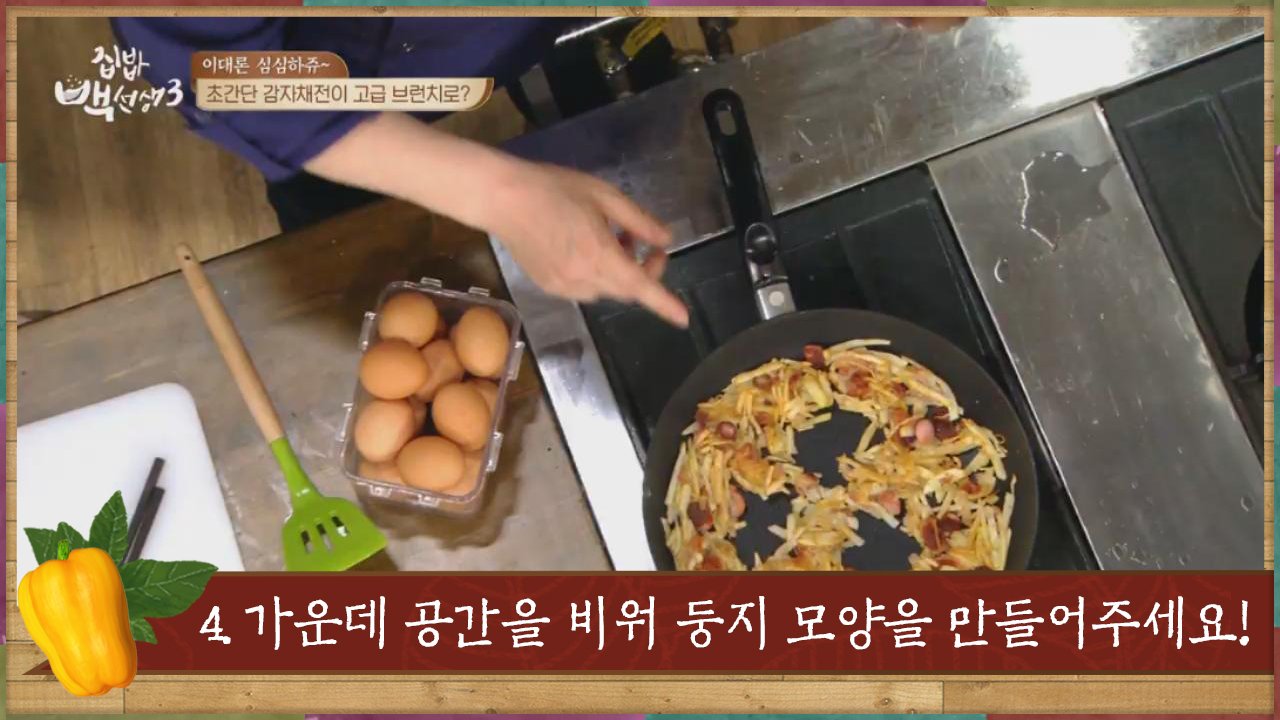 집밥
백선생3
이대론 심심하쥬~
초간단 감자채전이 고급 브런치로?
4. 가운데 공간을 비워 둥지 모양을 만들어주세요!